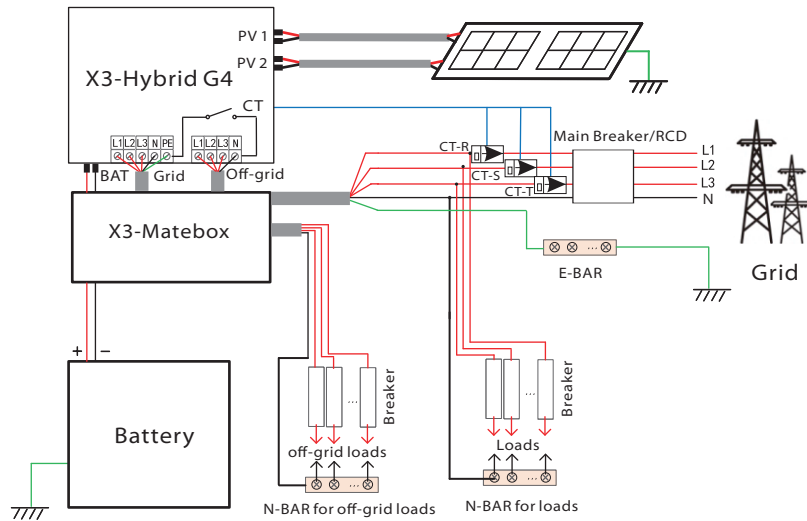 PV 1
X3-Hybrid G4
PV 2
CT
L1 L2 L3 N PE
L1 L2 L3 N
CT-R
Main Breaker/RCD
L1
CT-S
L2
BAT
Grid
Off-grid
CT-T
L3
N
X3-Matebox
E-BAR
Grid
+ −
Breaker
Breaker
Battery
off-grid loads
Loads
N-BAR for off-grid loads
N-BAR for loads